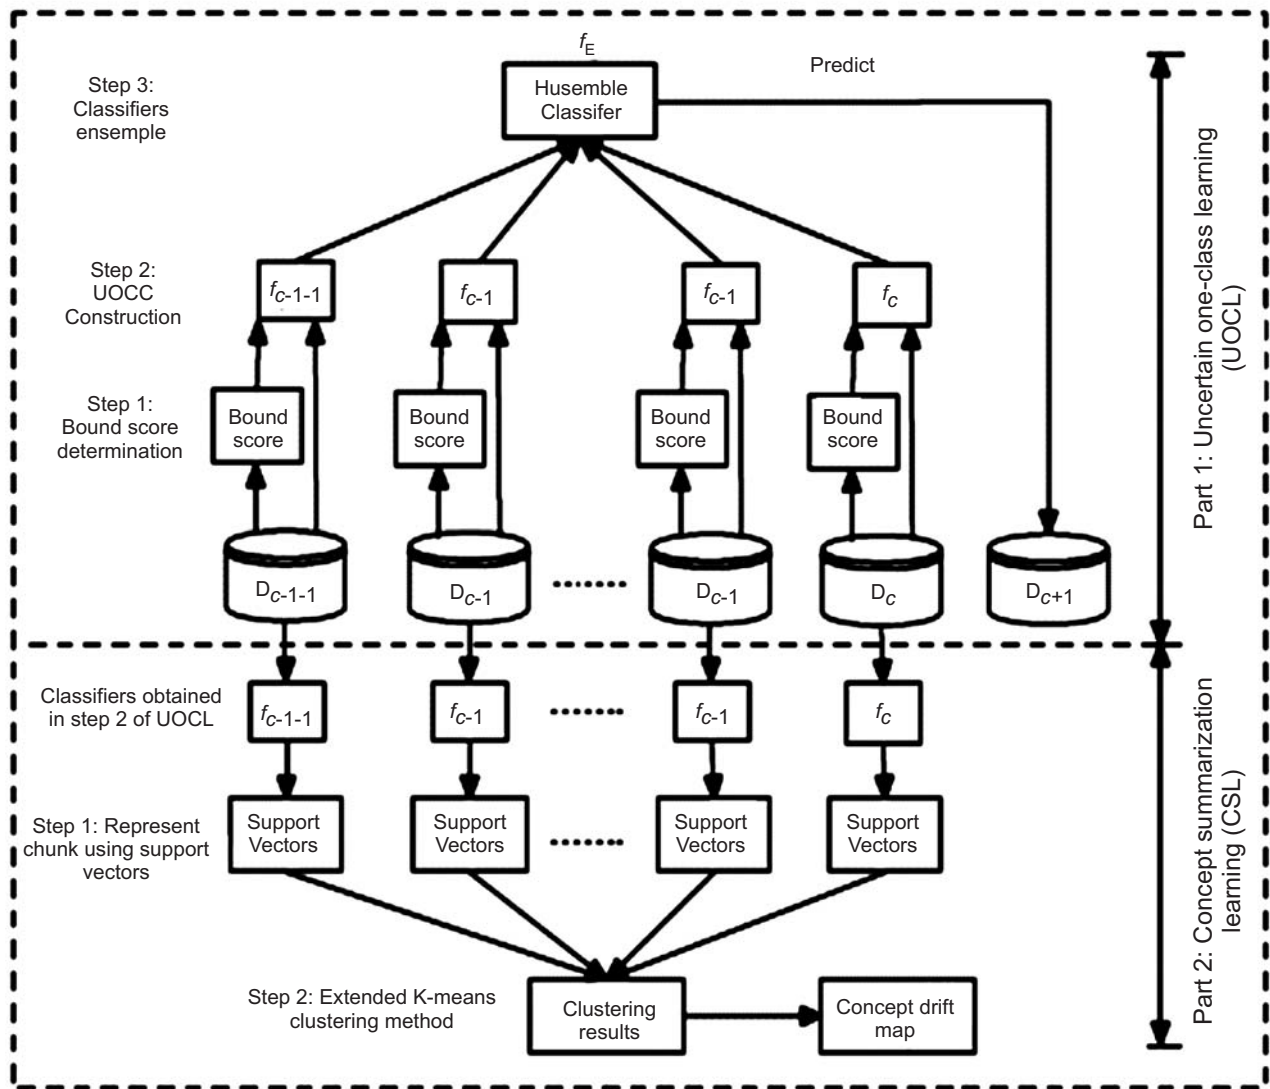 f_E
Predict
Step 3:
Classifiers
ensemple
Husemble
Classifer
Step 2:
UOCC
Construction
f_c-1-1
f_c-1
f_c-1
f_c
Step 1:
Bound score
determination
Bound
score
Bound
score
Bound
score
Bound
score
D_c-1-1
D_c-1
.......
D_c-1
D_c
D_c+1
Part 1: Uncertain one-class learning
(UOCL)
Classifiers obtained
in step 2 of UOCL
f_c-1-1
f_c-1
.......
f_c-1
f_c
Step 1: Represent
chunk using support
vectors
Support
Vectors
Support
Vectors
.......
Support
Vectors
Support
Vectors
Step 2: Extended K-means
clustering method
Clustering
results
Concept drift
map
Part 2: Concept summarization
learning (CSL)